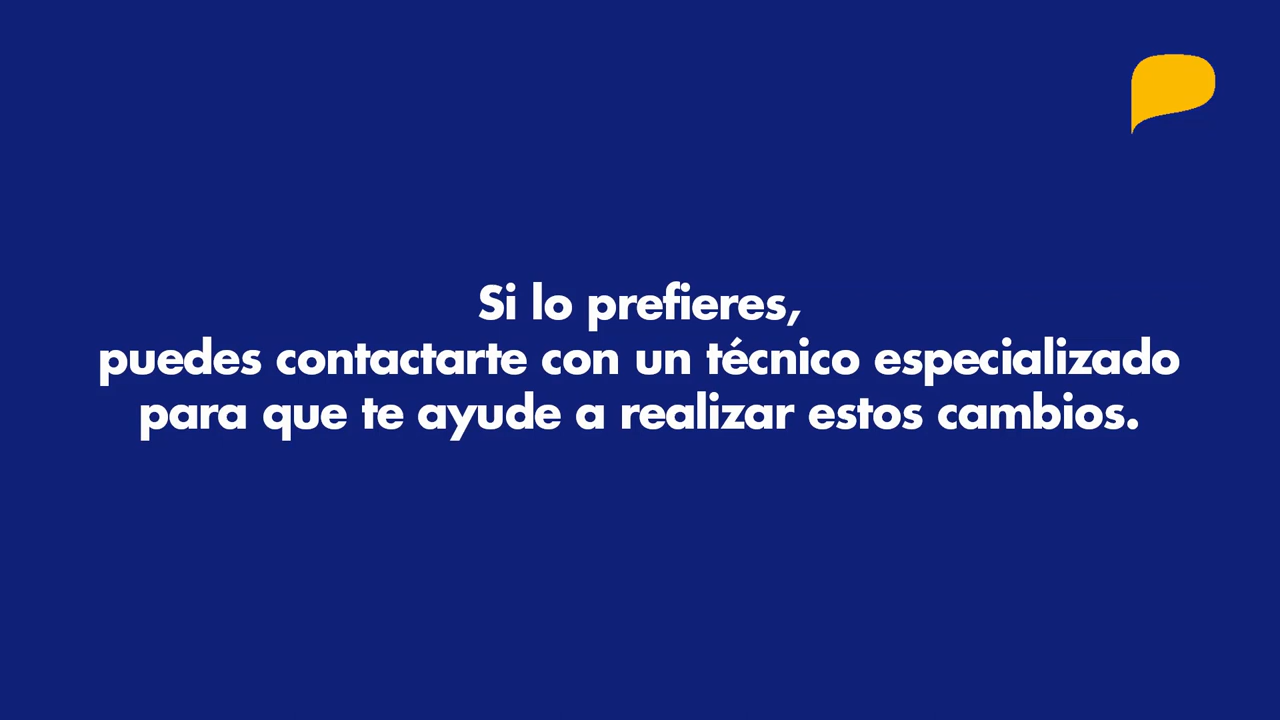 Si lo prefieres,
puedes contactarte con un técnico especializado
para que te ayude a realizar estos cambios.